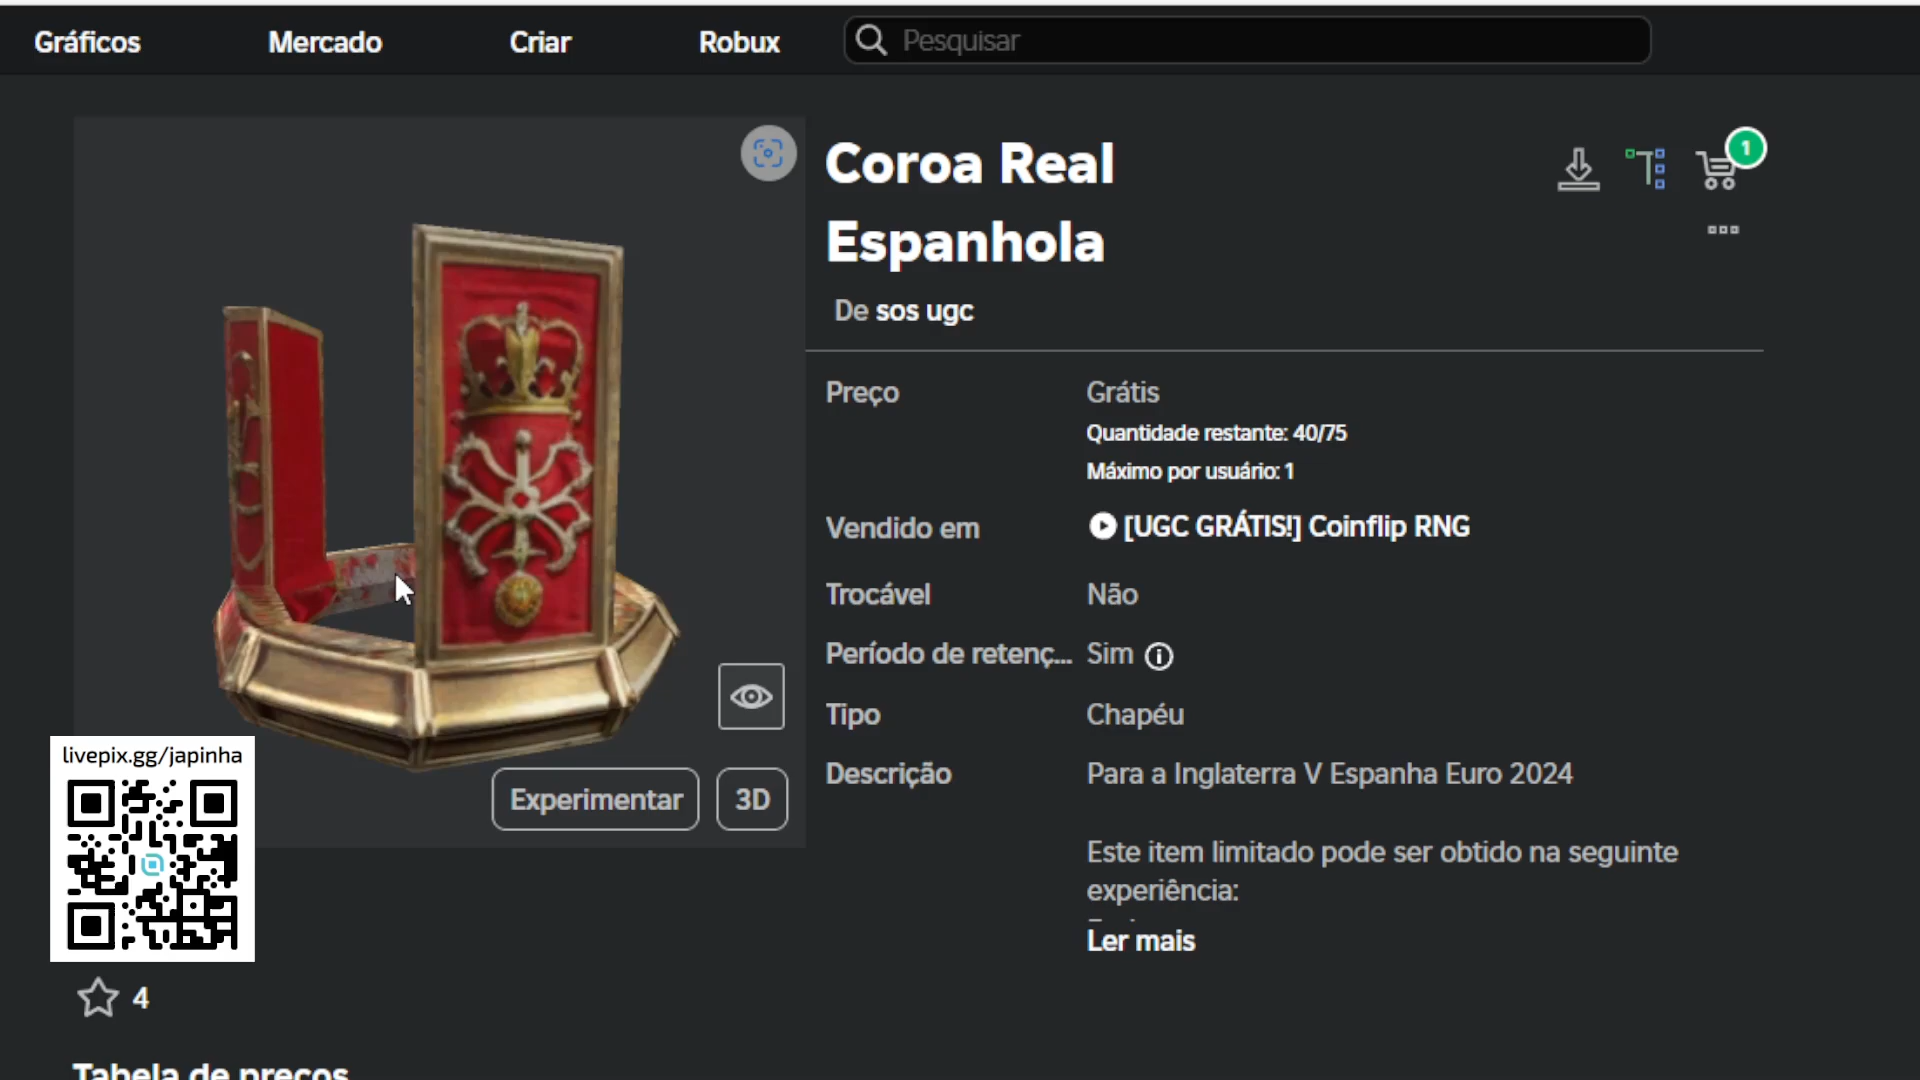 Gráficos
Mercado
Criar
Robux
Pesquisar
Coroa Real
Espanhola
1
De sos ugc
Preço
Grátis
Quantidade restante: 40/75
Máximo por usuário: 1
Vendido em
[UGC GRÁTIS!] Coinflip RNG
Trocável
Não
Período de retenç...
Sim
Tipo
Chapéu
Descrição
Para a Inglaterra V Espanha Euro 2024
Este item limitado pode ser obtido na seguinte
experiência:
Ler mais
Experimentar
3D
livepix.gg/japinha
4
Tabela de preços